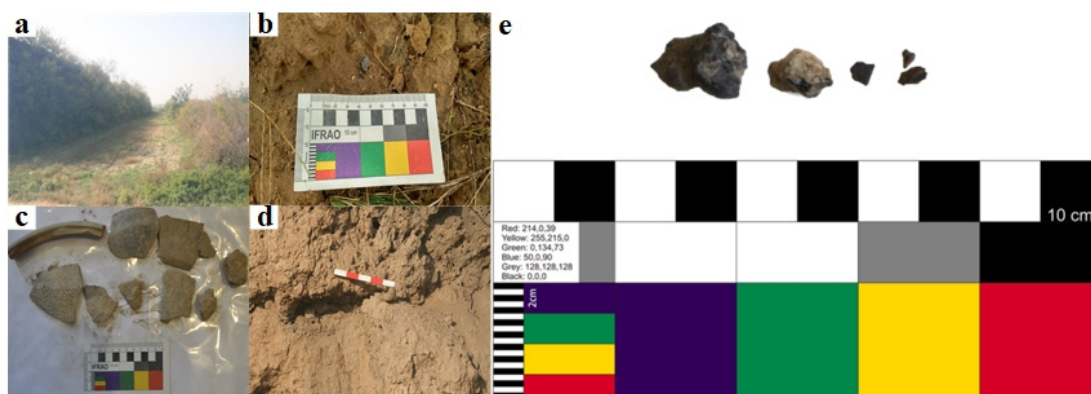 a
b
IFRAO 10 cm
c
IFRAO
d
e
10 cm
Red: 214,0,39
Yellow: 255,215,0
Green: 0,134,73
Blue: 50,0,90
Grey: 128,128,128
Black: 0,0,0
2cm